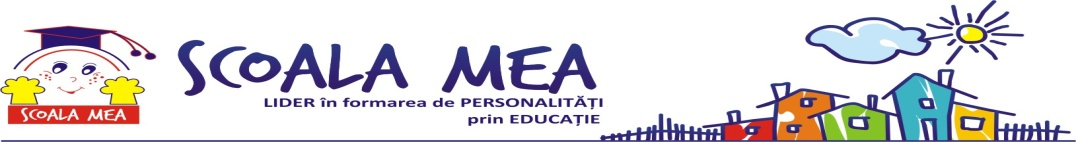 SCOALA MEA
LIDER în formarea de PERSONALITĂȚI
prin EDUCAȚIE
SCOALA MEA